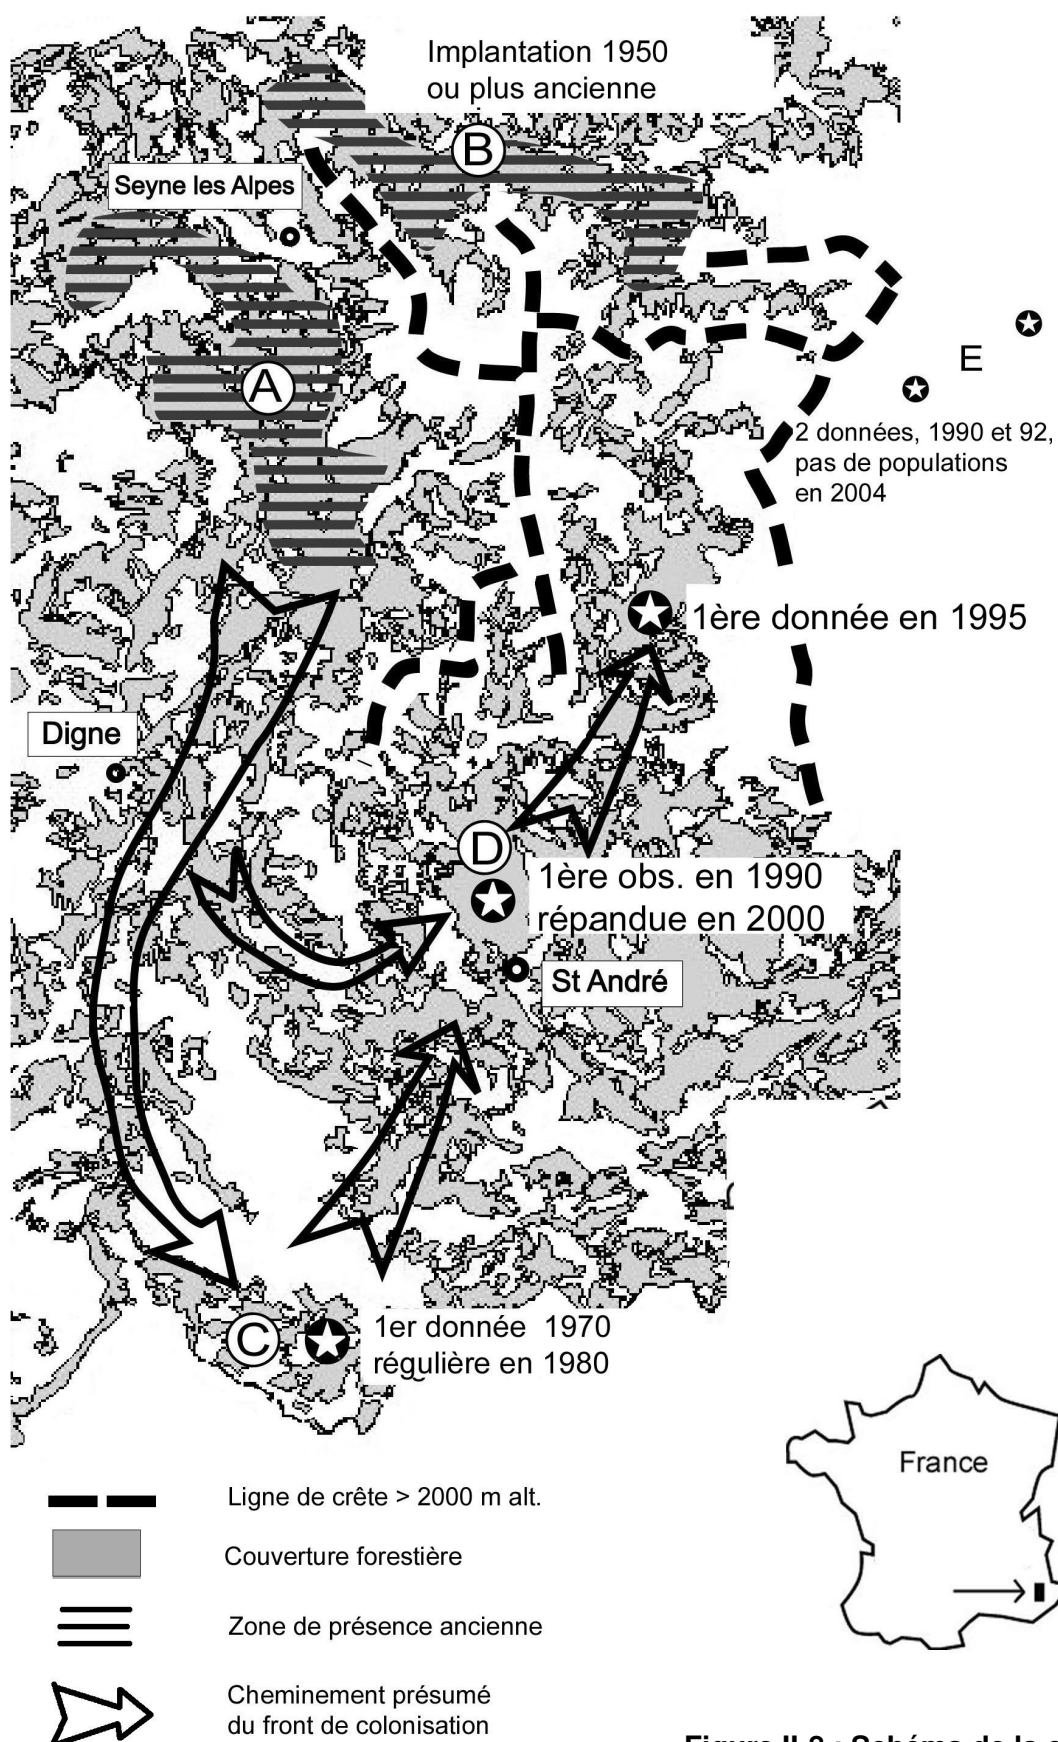 Implantation 1950
ou plus ancienne
B
Seyne les Alpes
A
E
2 données, 1990 et 92,
pas de populations
en 2004
1ère donnée en 1995
Digne
D
1ère obs. en 1990
répandue en 2000
St André
C
1er donnée 1970
régulière en 1980
France
Ligne de crête > 2000 m alt.
Couverture forestière
Zone de présence ancienne
Cheminement présumé
du front de colonisation